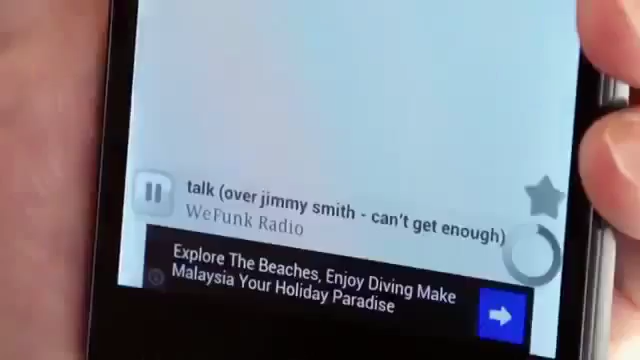 talk (over jimmy smith - can't get enough)
WeFunk Radio
Explore The Beaches, Enjoy Diving Make
Malaysia Your Holiday Paradise